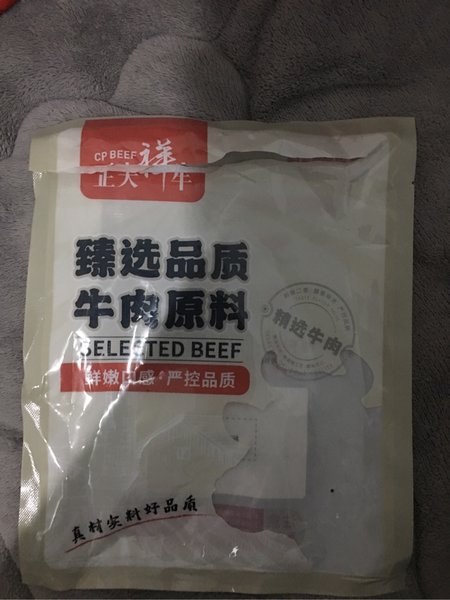 CP BEEF
正大祥牛
臻选品质
牛肉原料
SELECTED BEEF
鲜嫩口感 严控品质
精选牛肉
真材实料好品质